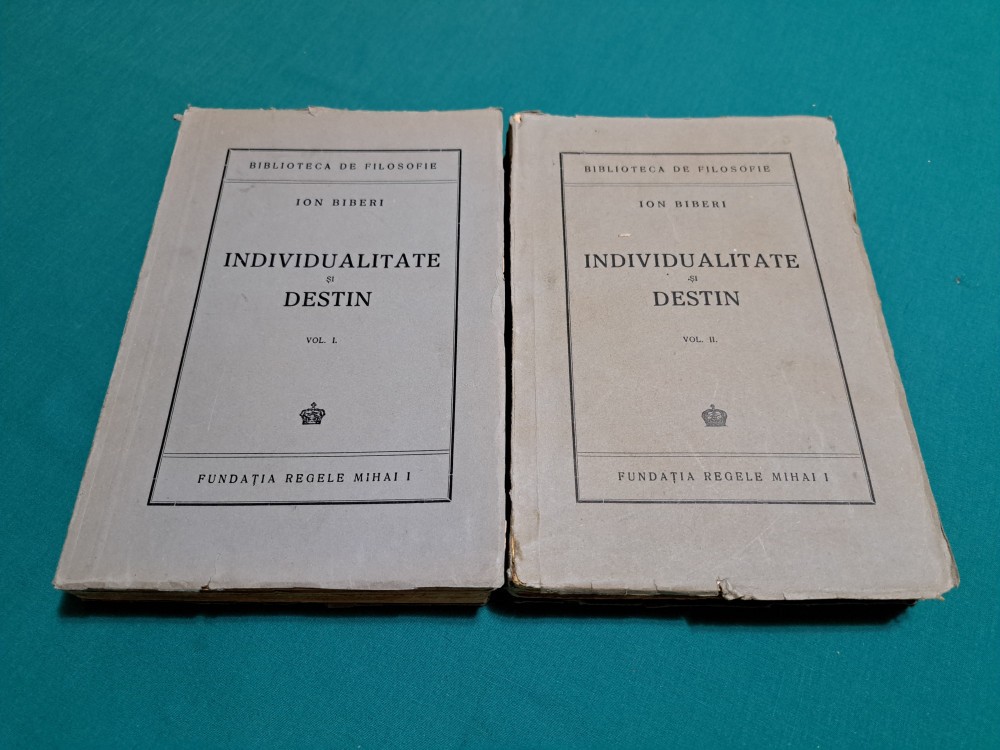 BIBLIOTECA DE FILOSOFIE
ION BIBERI
INDIVIDUALITATE
ȘI
DESTIN
VOL. I.
FUNDAȚIA REGELE MIHAI I
BIBLIOTECA DE FILOSOFIE
ION BIBERI
INDIVIDUALITATE
ȘI
DESTIN
VOL. II.
FUNDAȚIA REGELE MIHAI I